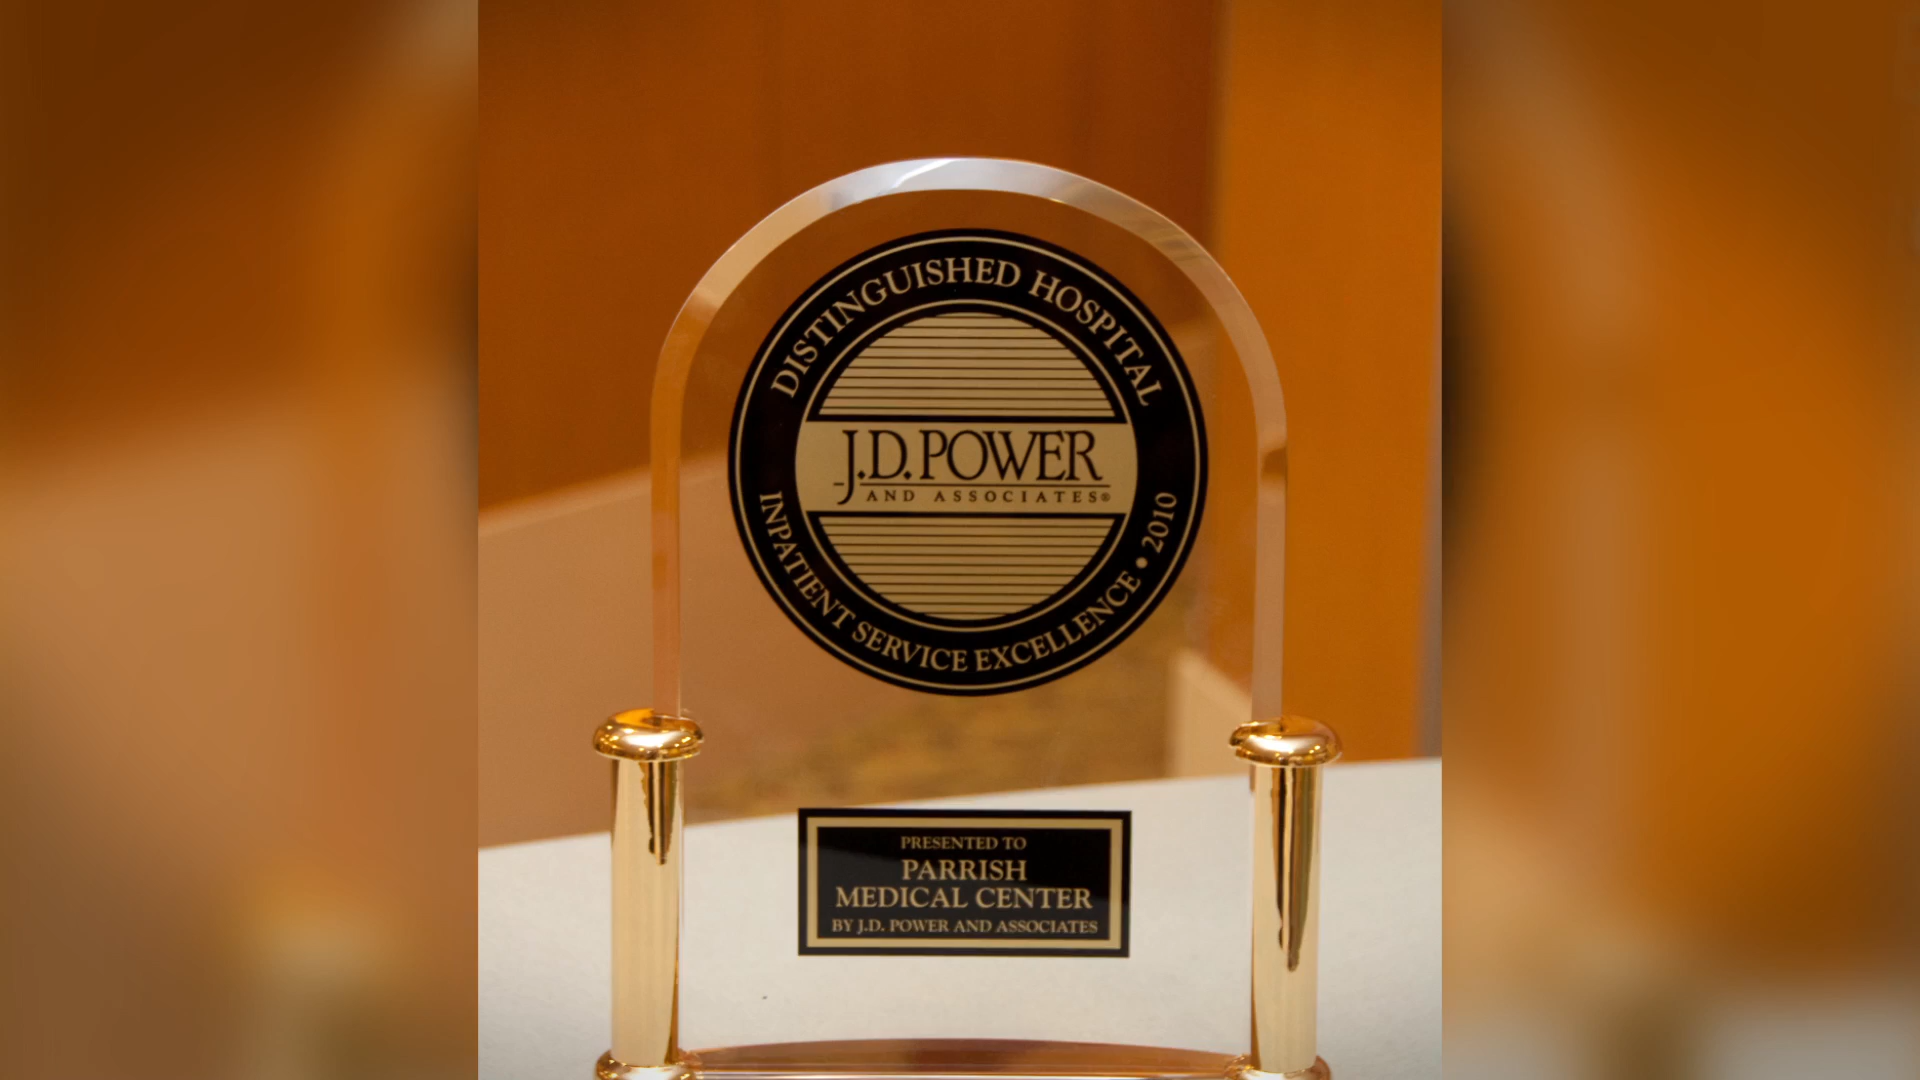 DISTINGUISHED HOSPITAL
J.D. POWER
AND ASSOCIATES®
INPATIENT SERVICE EXCELLENCE • 2010
PRESENTED TO
PARRISH
MEDICAL CENTER
BY J.D. POWER AND ASSOCIATES